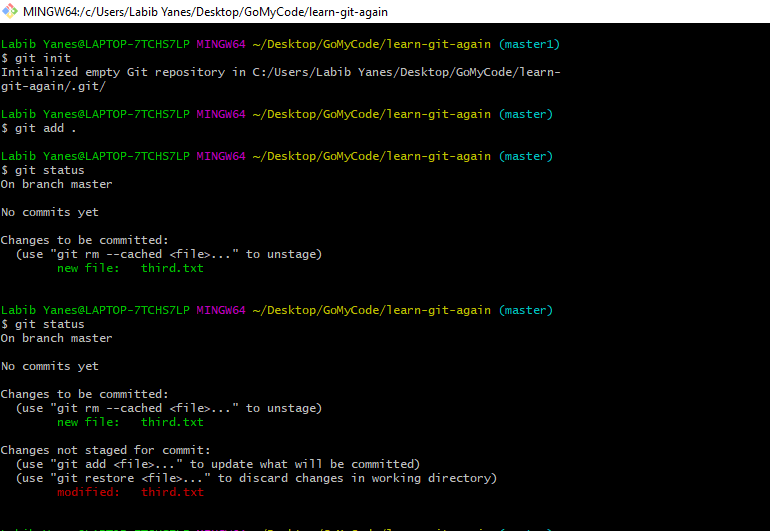 MINGW64:/c/Users/Labib Yanes/Desktop/GoMyCode/learn-git-again
Labib Yanes@LAPTOP-7TCHS7LP MINGW64 ~/Desktop/GoMyCode/learn-git-again (master1)
$ git init
Initialized empty Git repository in C:/Users/Labib Yanes/Desktop/GoMyCode/learn-
git-again/.git/
Labib Yanes@LAPTOP-7TCHS7LP MINGW64 ~/Desktop/GoMyCode/learn-git-again (master)
$ git add .
Labib Yanes@LAPTOP-7TCHS7LP MINGW64 ~/Desktop/GoMyCode/learn-git-again (master)
$ git status
On branch master
No commits yet
Changes to be committed:
(use "git rm --cached <file>..." to unstage)
new file: third.txt
Labib Yanes@LAPTOP-7TCHS7LP MINGW64 ~/Desktop/GoMyCode/learn-git-again (master)
$ git status
On branch master
No commits yet
Changes to be committed:
(use "git rm --cached <file>..." to unstage)
new file: third.txt
Changes not staged for commit:
(use "git add <file>..." to update what will be committed)
(use "git restore <file>..." to discard changes in working directory)
modified: third.txt